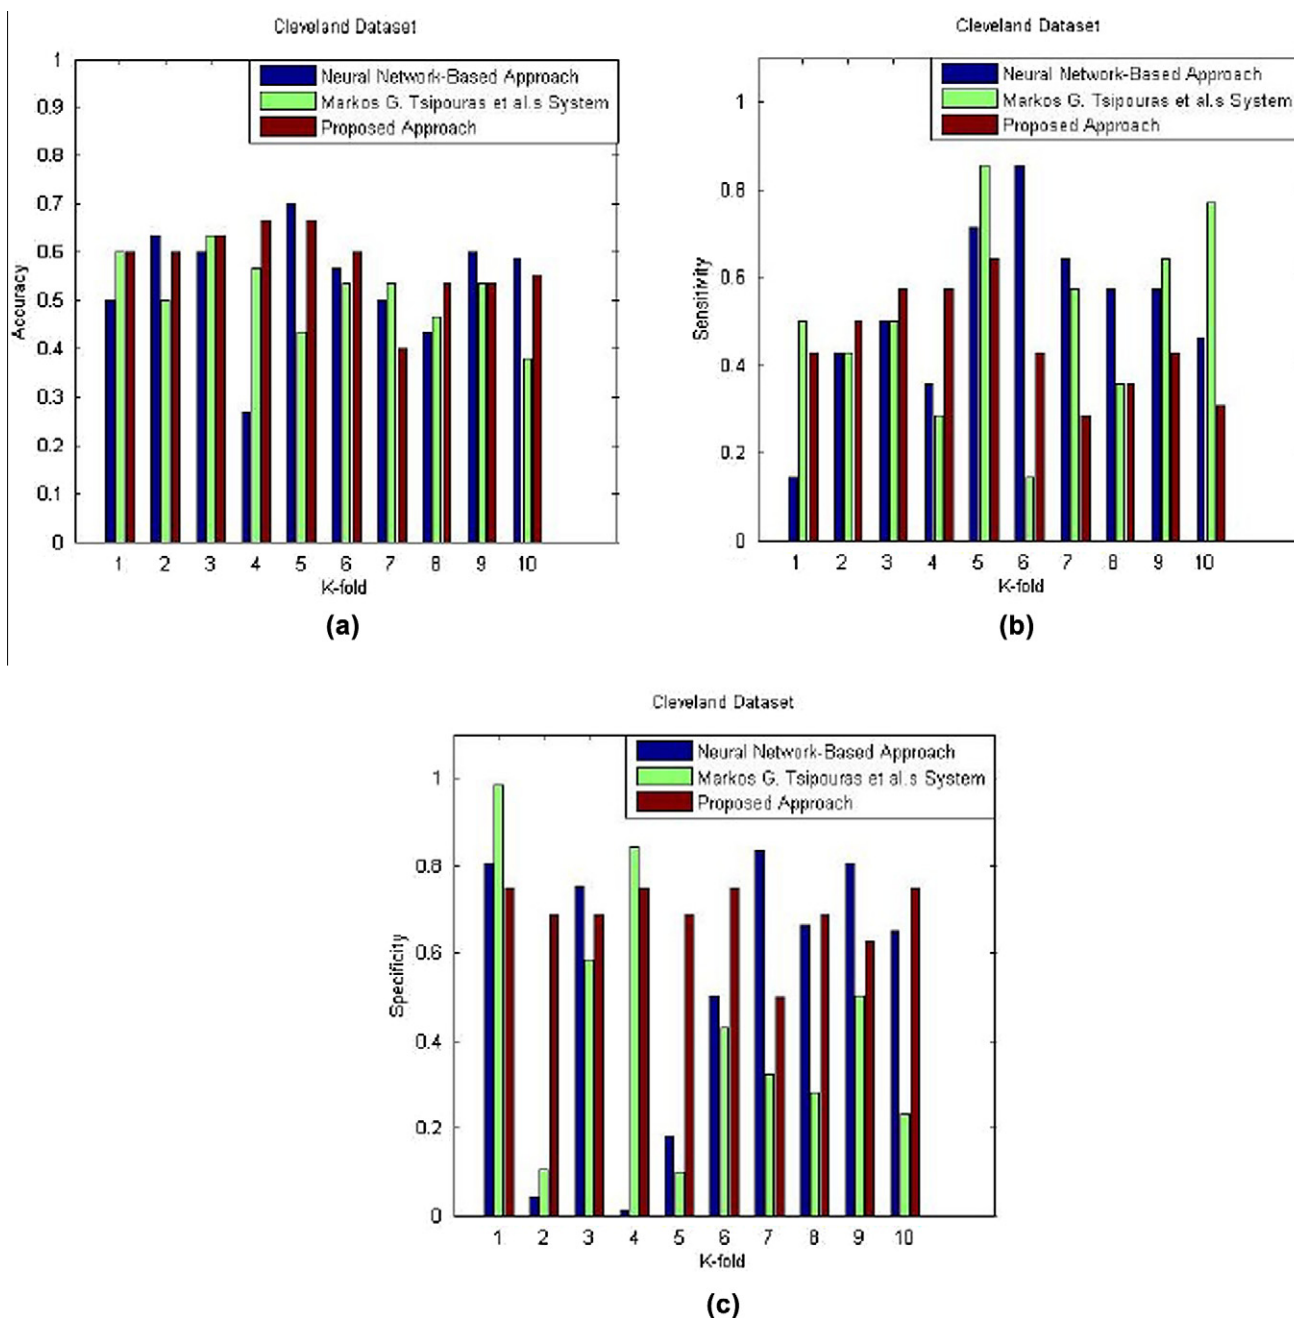 Cleveland Dataset
Neural Network-Based Approach
Markos G. Tsipouras et al.s System
Proposed Approach
1
0.9
0.8
0.7
0.6
0.5
0.4
0.3
0.2
0.1
0
Accuracy
1 2 3 4 5 6 7 8 9 10
K-fold
(a)
Cleveland Dataset
Neural Network-Based Approach
Markos G. Tsipouras et al.s System
Proposed Approach
1
0.8
0.6
0.4
0.2
0
Sensitivity
1 2 3 4 5 6 7 8 9 10
K-fold
(b)
Cleveland Dataset
Neural Network-Based Approach
Markos G. Tsipouras et al.s System
Proposed Approach
1
0.8
0.6
0.4
0.2
0
Specificity
1 2 3 4 5 6 7 8 9 10
K-fold
(c)